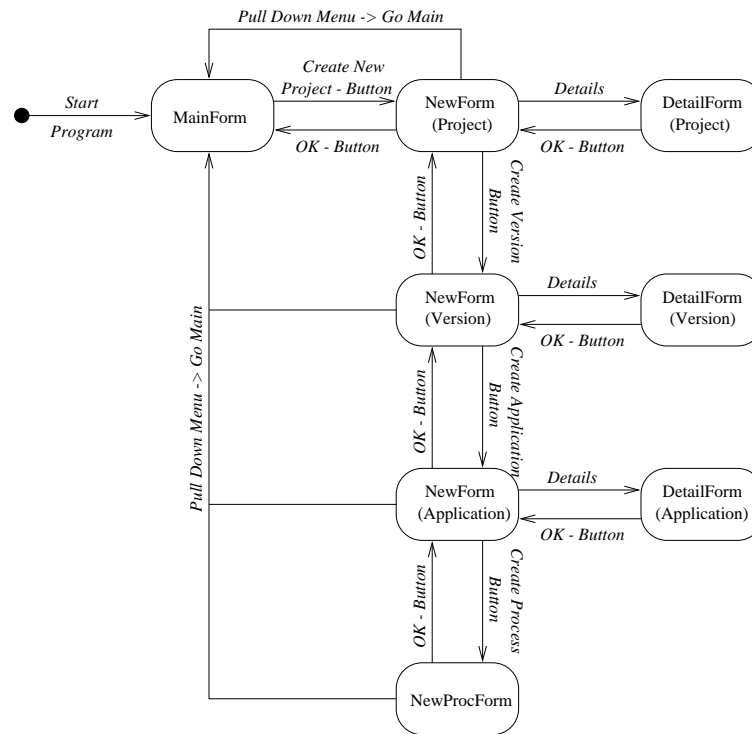 Pull Down Menu -> Go Main
Create New
Project - Button
Start
Program
MainForm
OK - Button
NewForm
(Project)
Details
OK - Button
DetailForm
(Project)
OK - Button
Create Version
Button
NewForm
(Version)
Details
OK - Button
DetailForm
(Version)
Pull Down Menu -> Go Main
OK - Button
Create Application
Button
NewForm
(Application)
Details
OK - Button
DetailForm
(Application)
OK - Button
Create Process
Button
NewProcForm